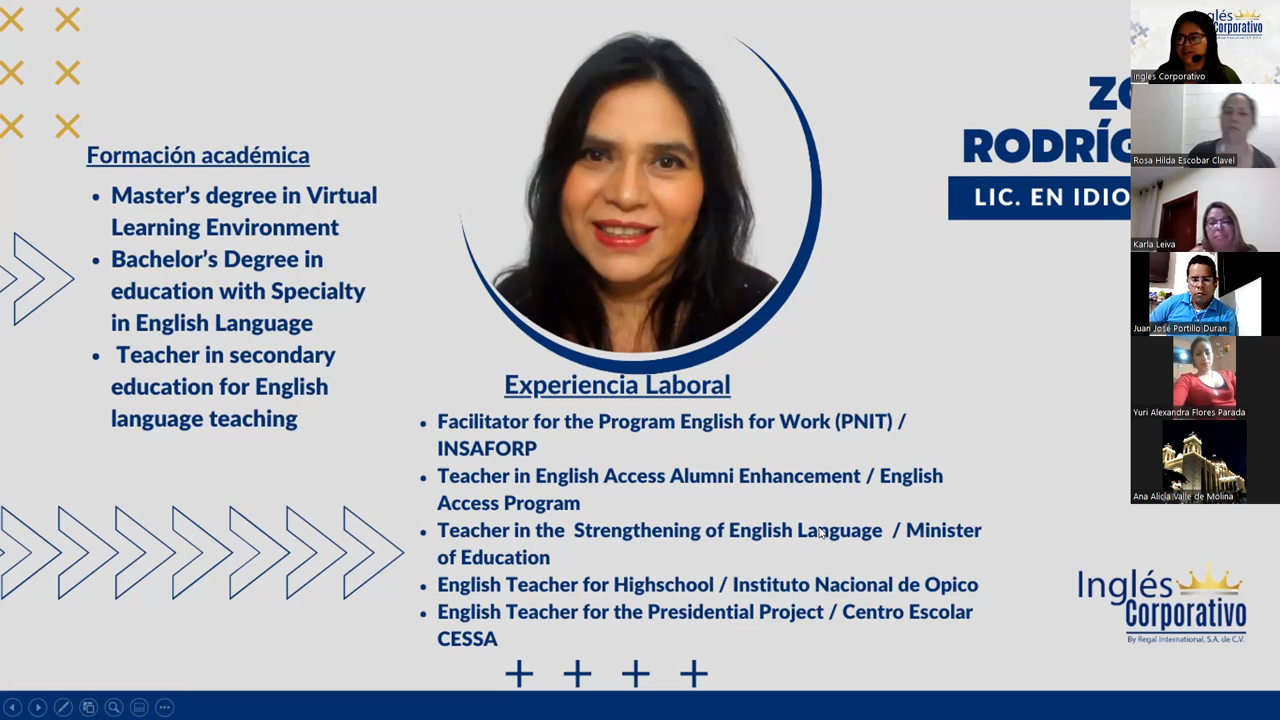 Formación académica
Master's degree in Virtual
Learning Environment
Bachelor's Degree in
education with Specialty
in English Language
Teacher in secondary
education for English
language teaching
LIC. EN
Experiencia Laboral
Facilitator for the Program English for Work (PNIT) /
INSAFORP
Teacher in English Access Alumni Enhancement / English
Access Program
Teacher in the Strengthening of English Language / Minister
of Education
English Teacher for Highschool / Instituto Nacional de Opico
English Teacher for the Presidential Project / Centro Escolar
CESSA
Inglés
Corporativo
By Regal International, S.A. de C.V.
Corporativo
Ingles Corporativo
Rosa Hilda Escobar Clavel
Karla Leiva
Juan José Portillo Duran
Yuri Alexandra Flores Parada
Ana Alicia Valle de Molina